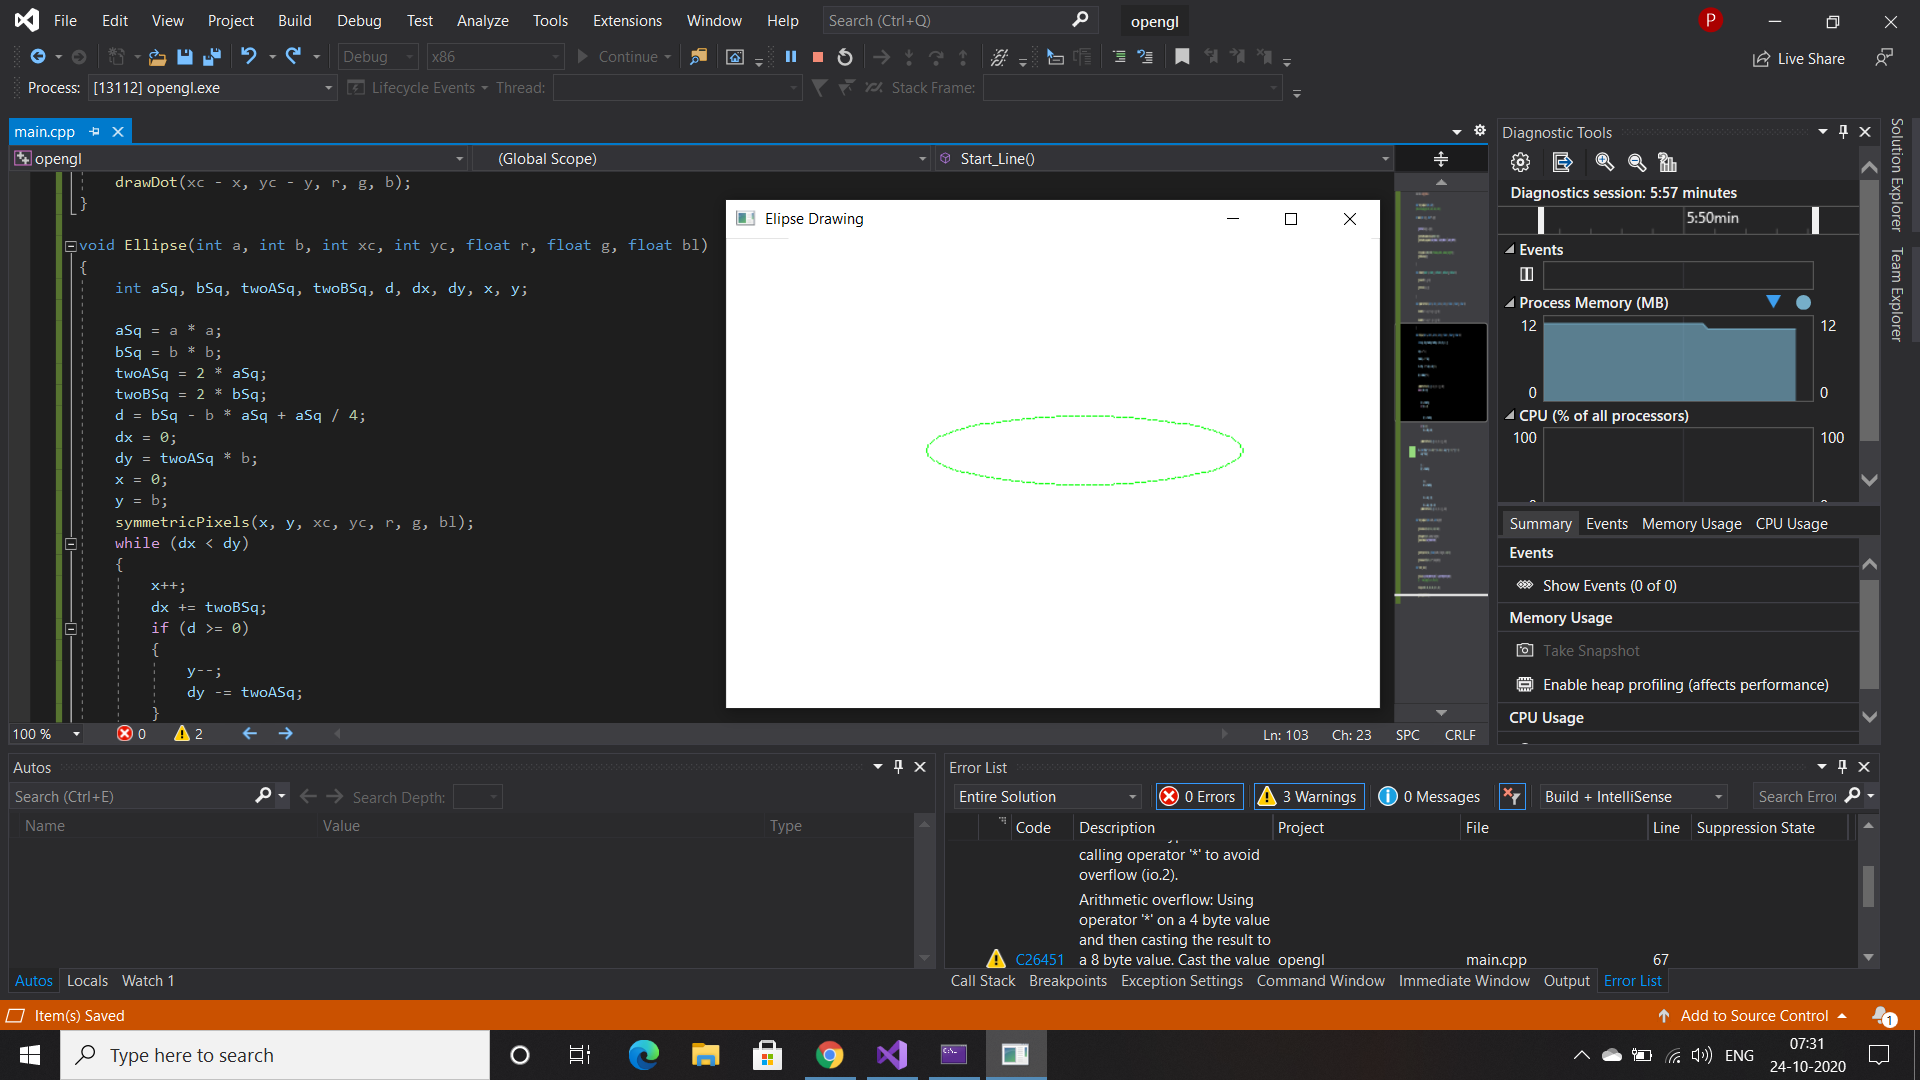 File Edit View Project Build Debug Test Analyze Tools Extensions Window Help Search (Ctrl+Q) opengl P
Debug x86 Continue Live Share
Process: [13112] opengl.exe Lifecycle Events Thread: Stack Frame:
main.cpp
opengl (Global Scope) Start_Line()
drawDot(xc - x, yc - y, r, g, b);
}
void Ellipse(int a, int b, int xc, int yc, float r, float g, float bl)
{
int aSq, bSq, twoASq, twoBSq, d, dx, dy, x, y;
aSq = a * a;
bSq = b * b;
twoASq = 2 * aSq;
twoBSq = 2 * bSq;
d = bSq - b * aSq + aSq / 4;
dx = 0;
dy = twoASq * b;
x = 0;
y = b;
symmetricPixels(x, y, xc, yc, r, g, bl);
while (dx < dy)
{
x++;
dx += twoBSq;
if (d >= 0)
{
y--;
dy -= twoASq;
}
Elipse Drawing
100 % 0 2 Ln: 103 Ch: 23 SPC CRLF
Diagnostic Tools
Diagnostics session: 5:57 minutes
5:50min
Events
Process Memory (MB)
12 12
0 0
CPU (% of all processors)
100 100
Summary Events Memory Usage CPU Usage
Events
Show Events (0 of 0)
Memory Usage
Take Snapshot
Enable heap profiling (affects performance)
CPU Usage
Solution Explorer
Team Explorer
Autos
Search (Ctrl+E) Search Depth:
Name Value Type
Autos Locals Watch 1
Error List
Entire Solution 0 Errors 3 Warnings 0 Messages Build + IntelliSense Search Error
Code Description Project File Line Suppression State
calling operator '*' to avoid
overflow (io.2).
Arithmetic overflow: Using
operator '*' on a 4 byte value
and then casting the result to
C26451 a 8 byte value. Cast the value opengl main.cpp 67
Call Stack Breakpoints Exception Settings Command Window Immediate Window Output Error List
Item(s) Saved Add to Source Control 1
Type here to search ENG 07:31
24-10-2020